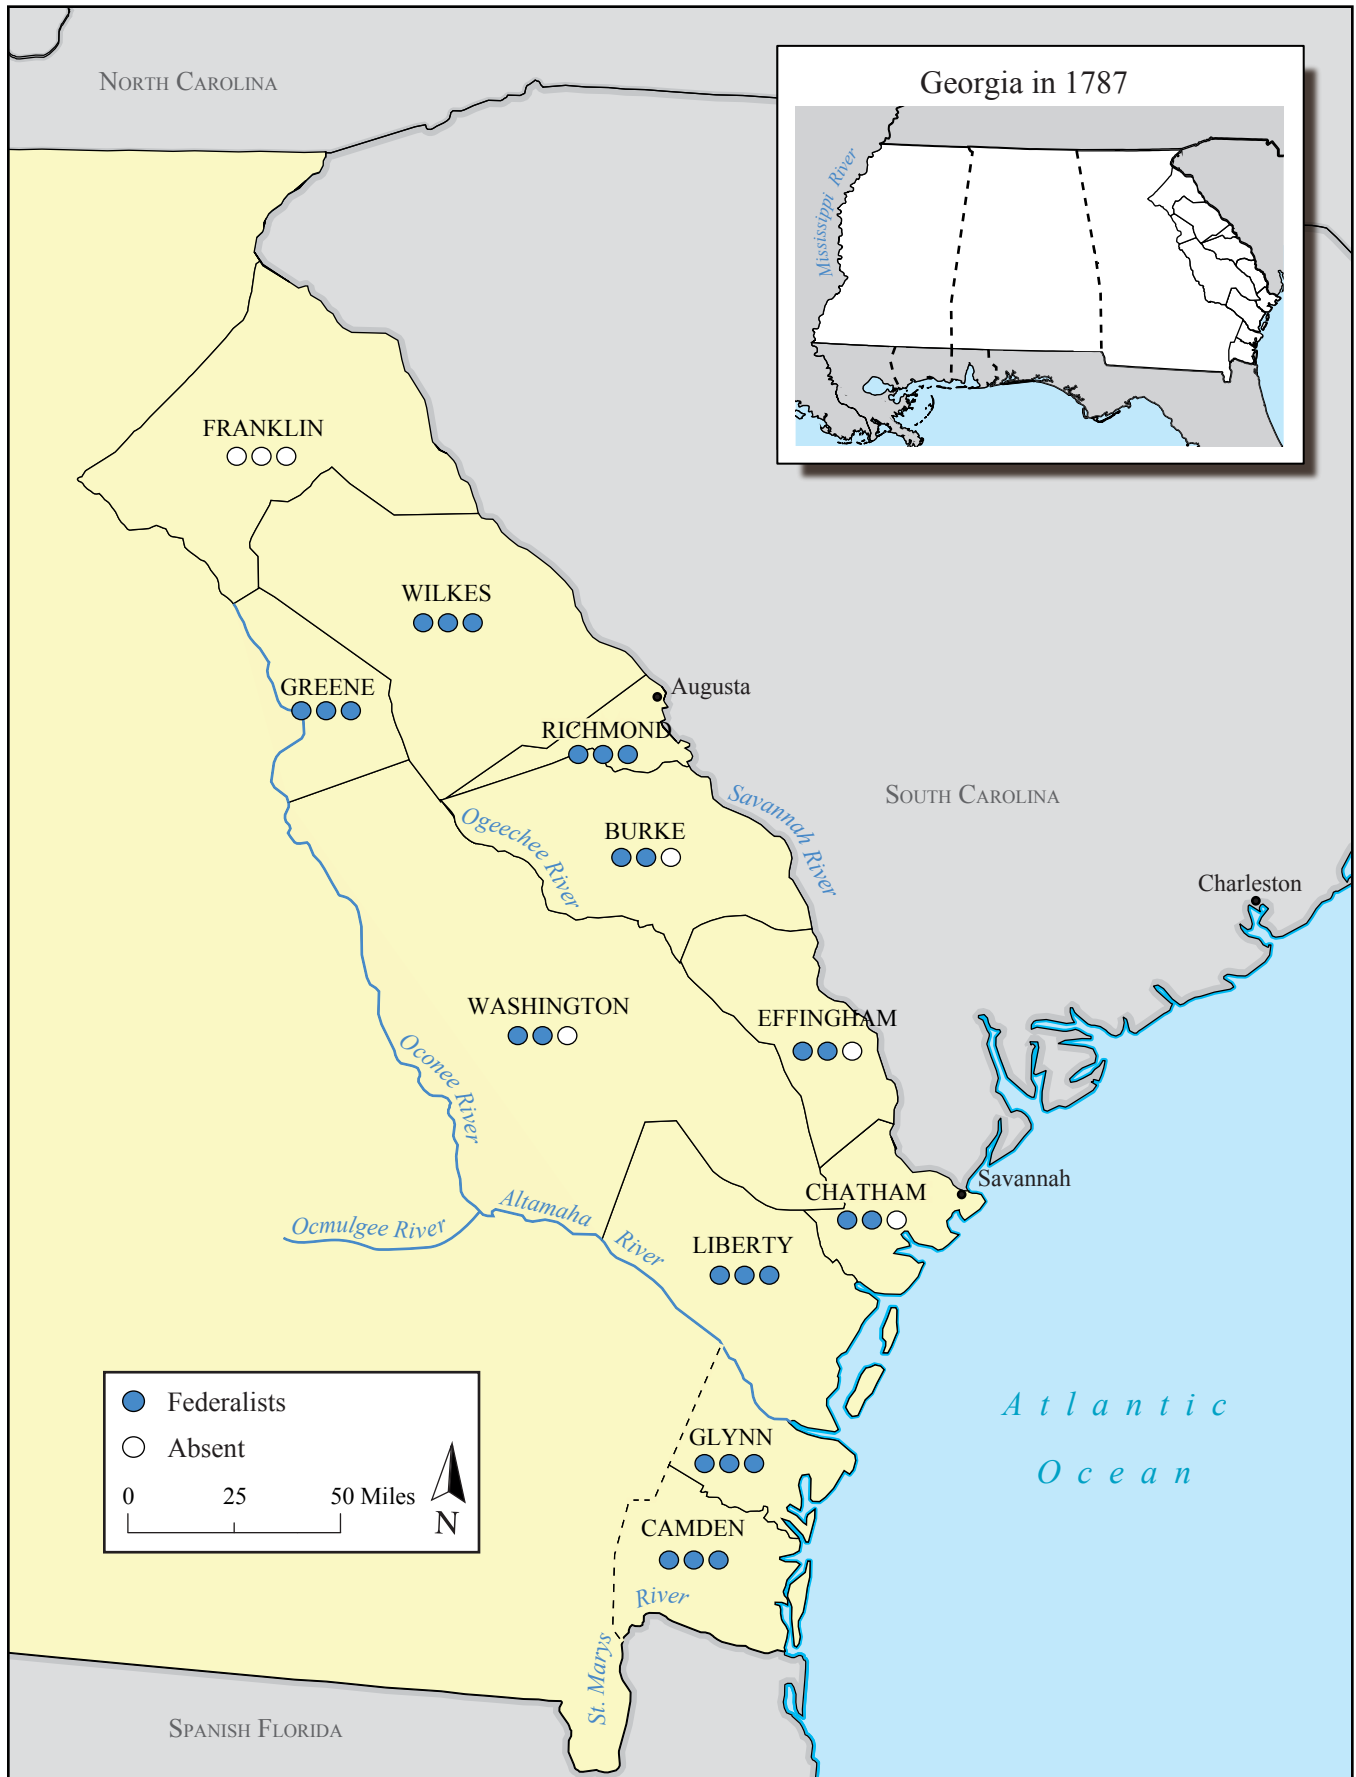 NORTH CAROLINA
Georgia in 1787
Mississippi River
FRANKLIN
WILKES
GREENE
Augusta
RICHMOND
SOUTH CAROLINA
Savannah River
Ogeechee River
BURKE
Charleston
WASHINGTON
EFFINGHAM
Oconee River
Savannah
CHATHAM
Altamaha River
Ocmulgee River
LIBERTY
Atlantic
Ocean
Federalists
Absent
0 25 50 Miles
N
GLYNN
CAMDEN
St. Marys River
SPANISH FLORIDA